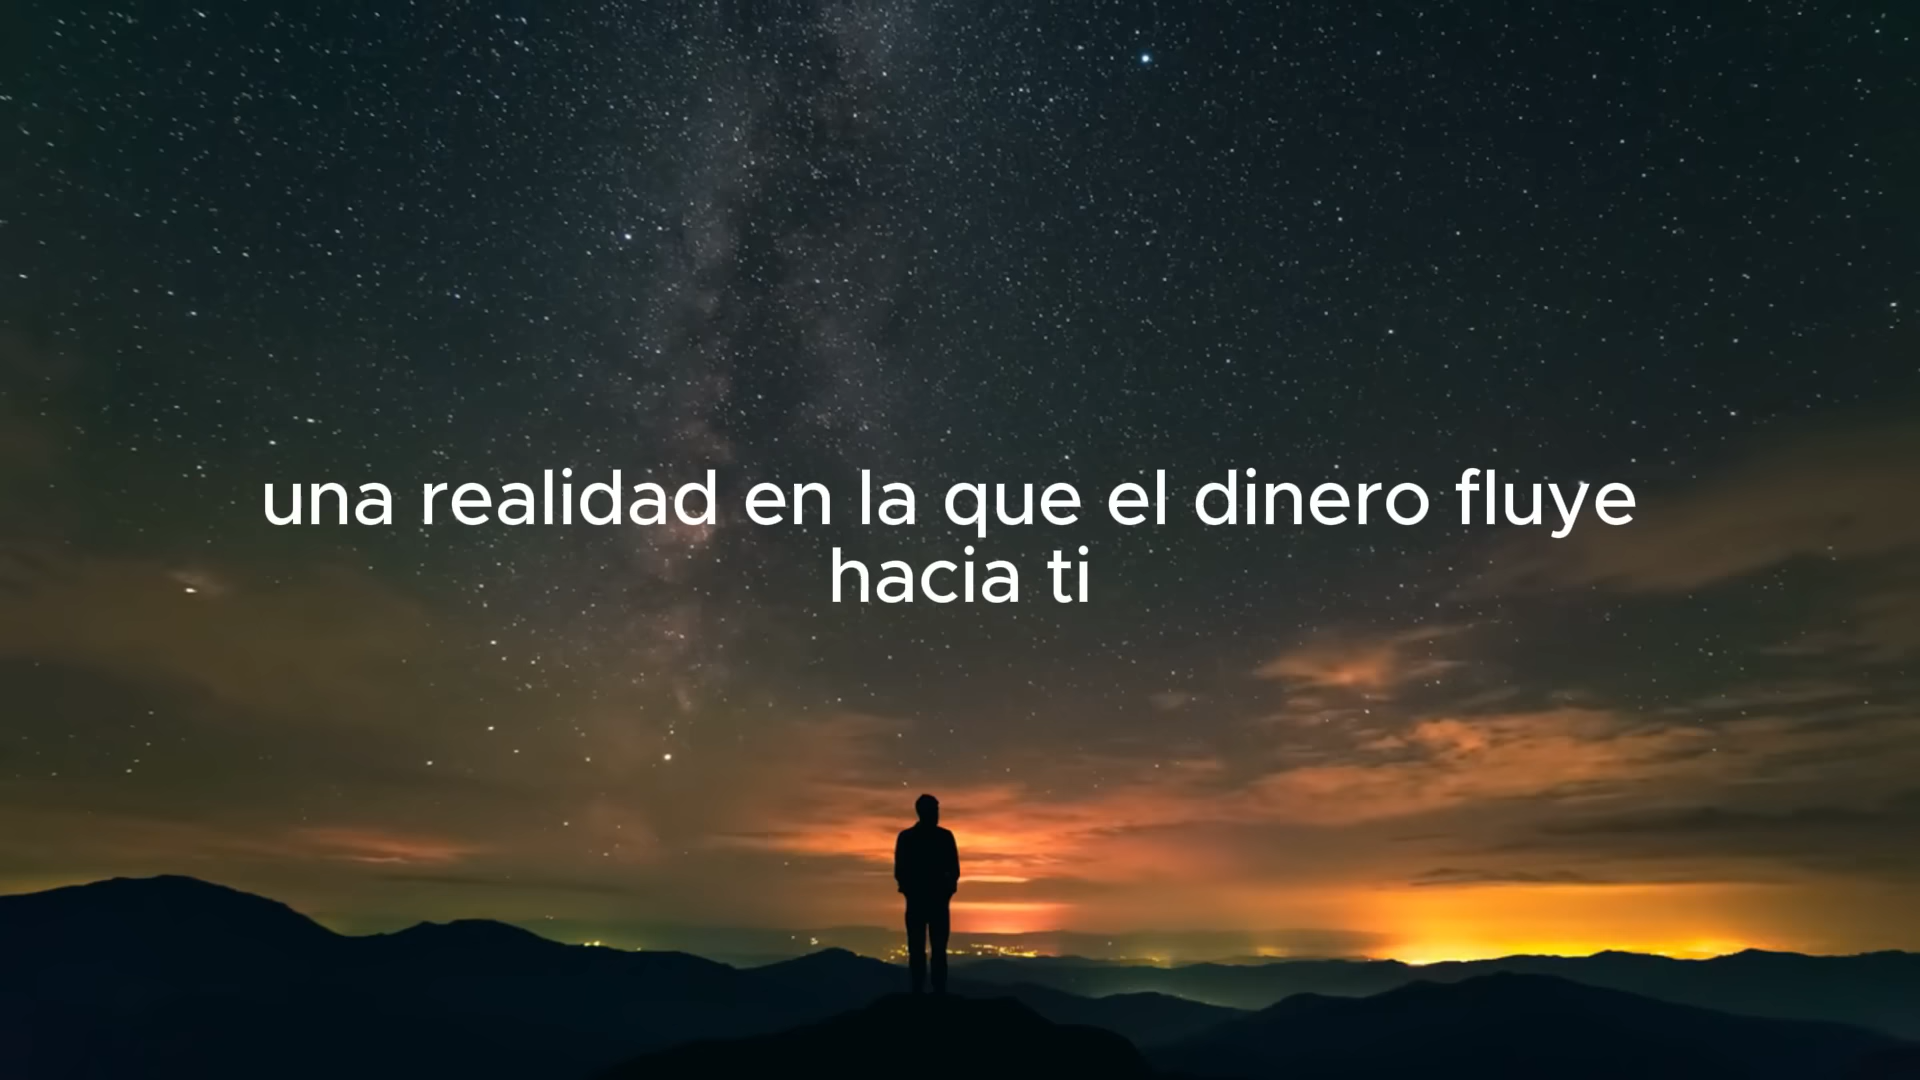 una realidad en la que el dinero fluye
hacia ti